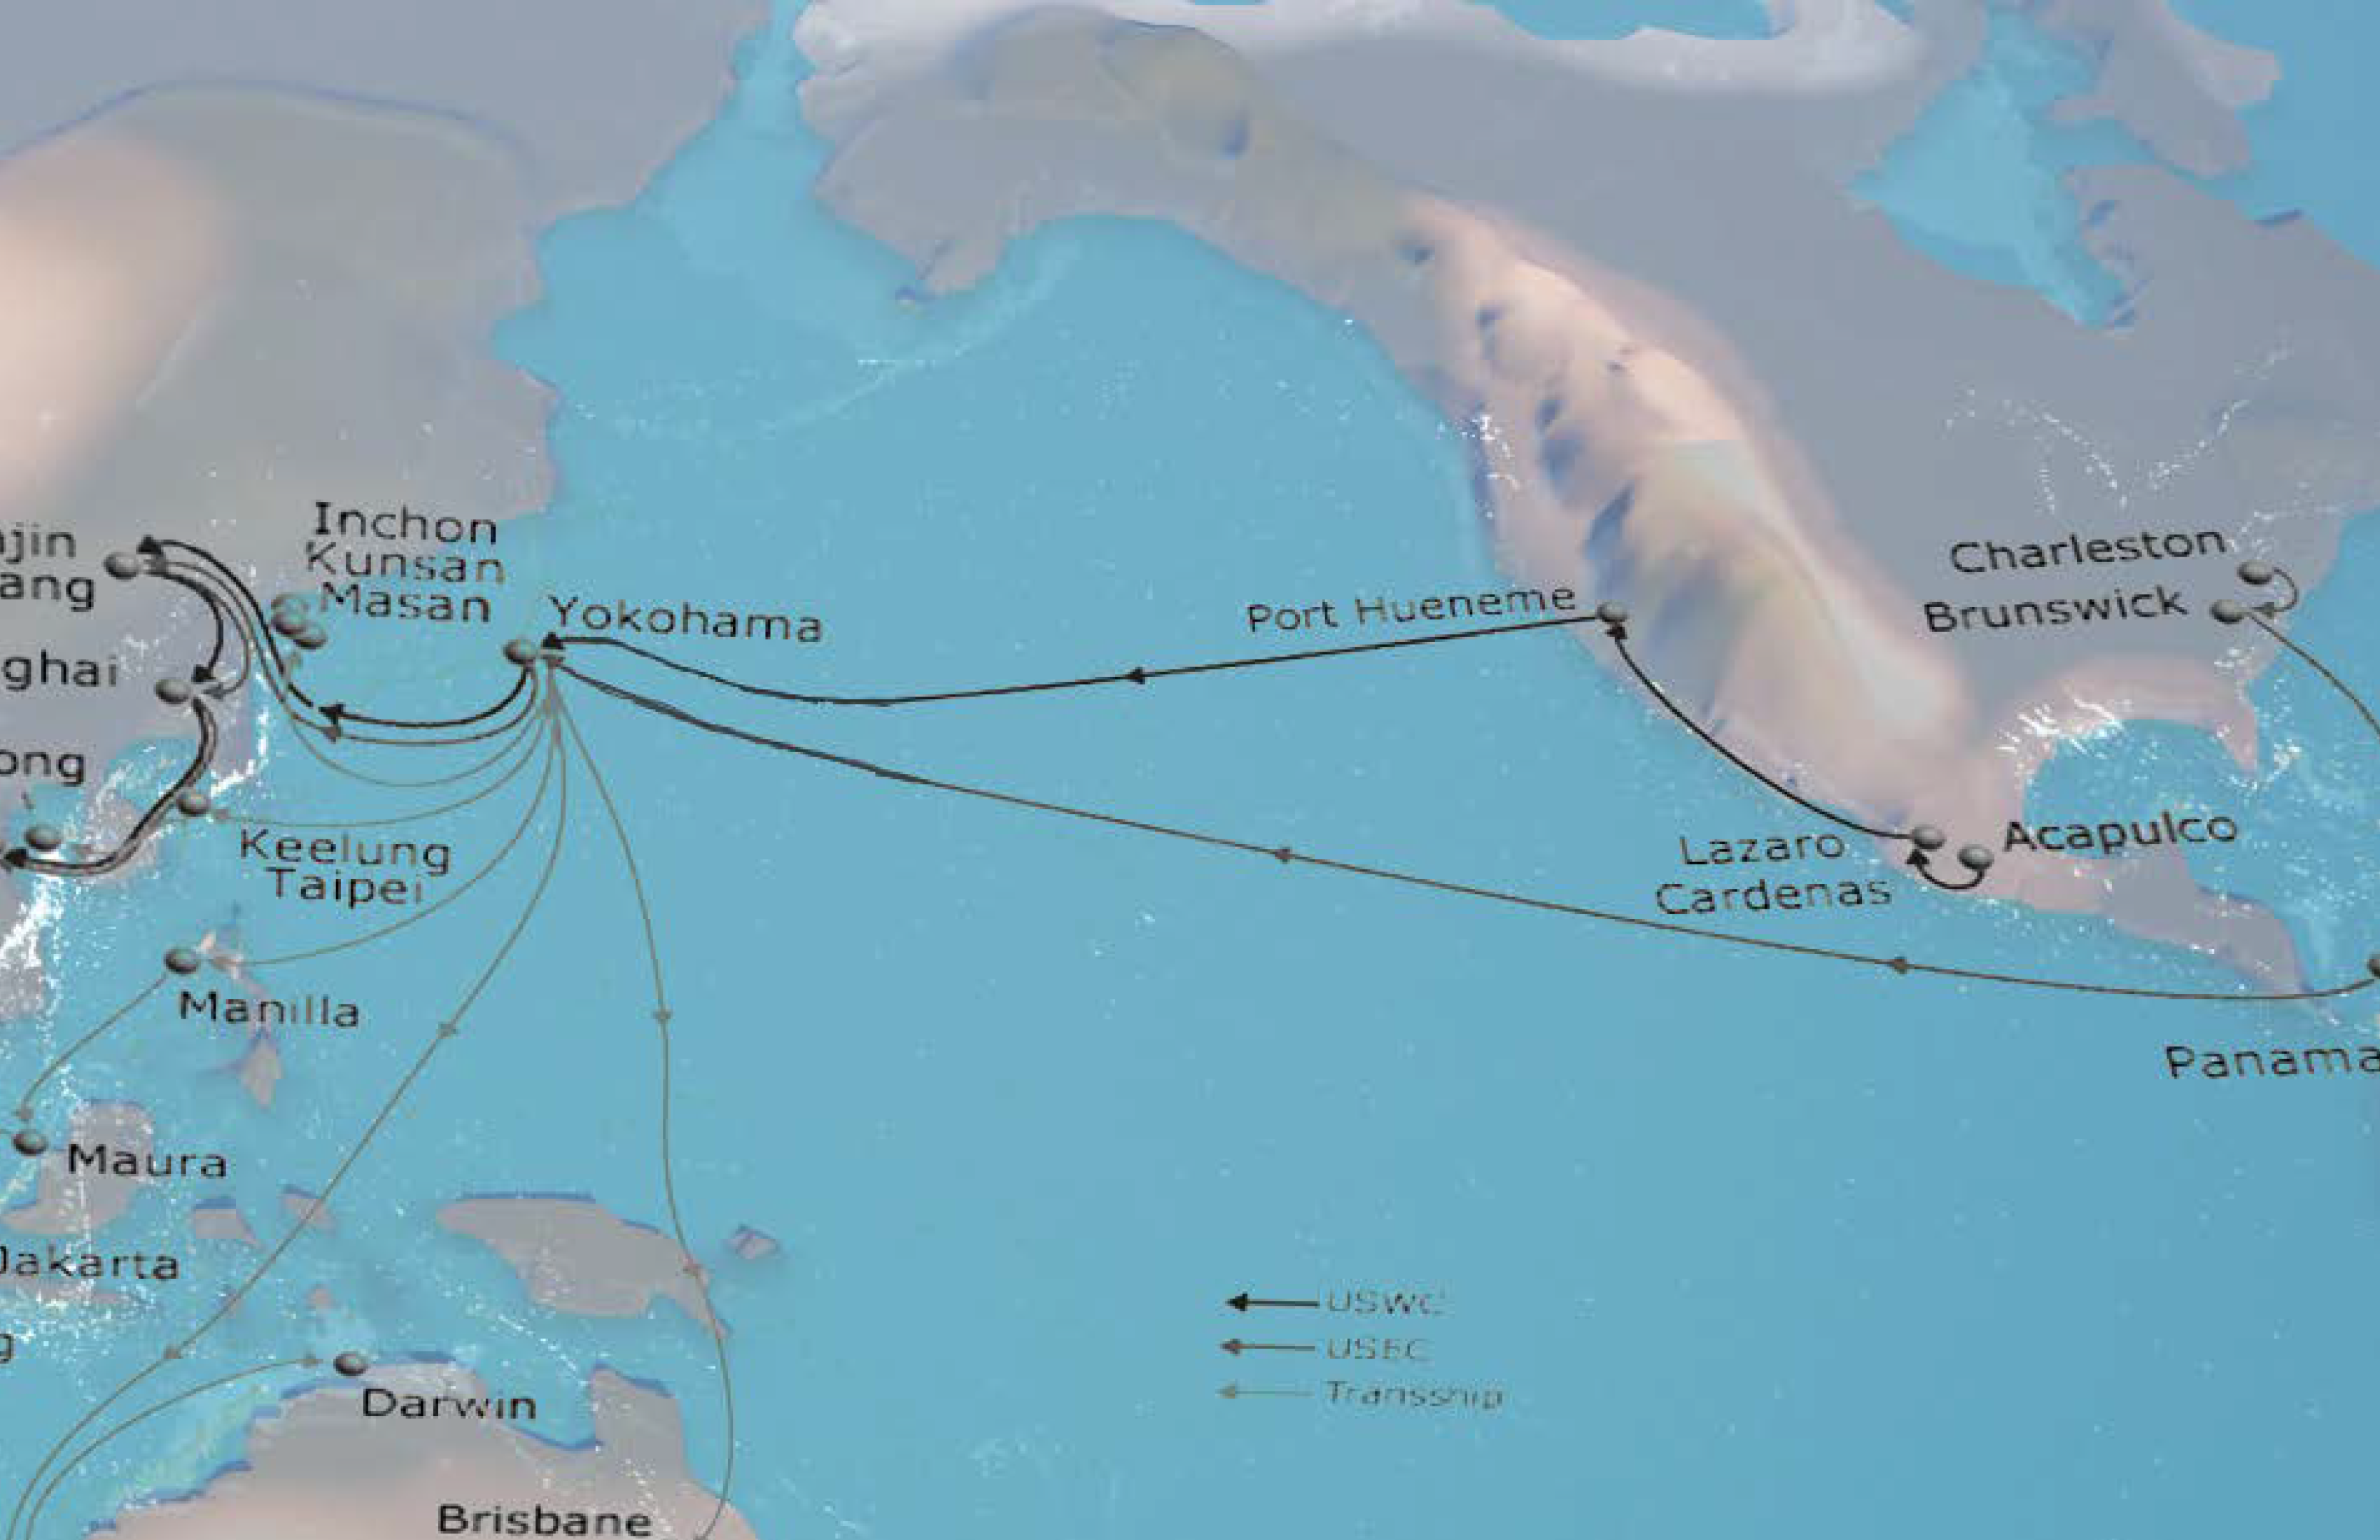 Inchon
Kunsan
Masan
Yokohama
jin
ang
ghai
ong
Keelung
Taipei
Manilla
Maura
Jakarta
g
Darwin
Brisbane
Port Hueneme
Charleston
Brunswick
Lazaro
Cardenas
Acapulco
Panama
USWC
USEC
Transship